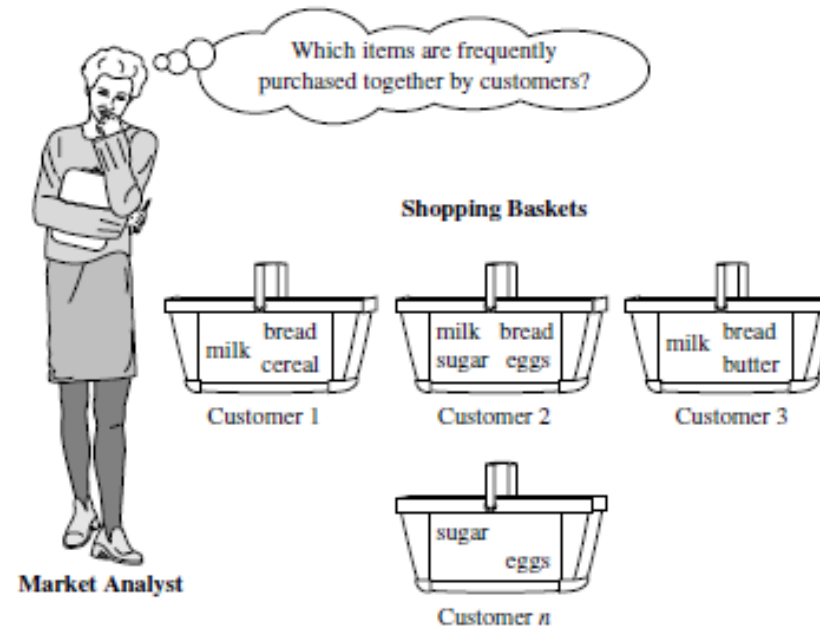 Which items are frequently
purchased together by customers?
Shopping Baskets
milk
bread
cereal
Customer 1
milk bread
sugar eggs
Customer 2
milk
bread
butter
Customer 3
sugar
eggs
Customer n
Market Analyst